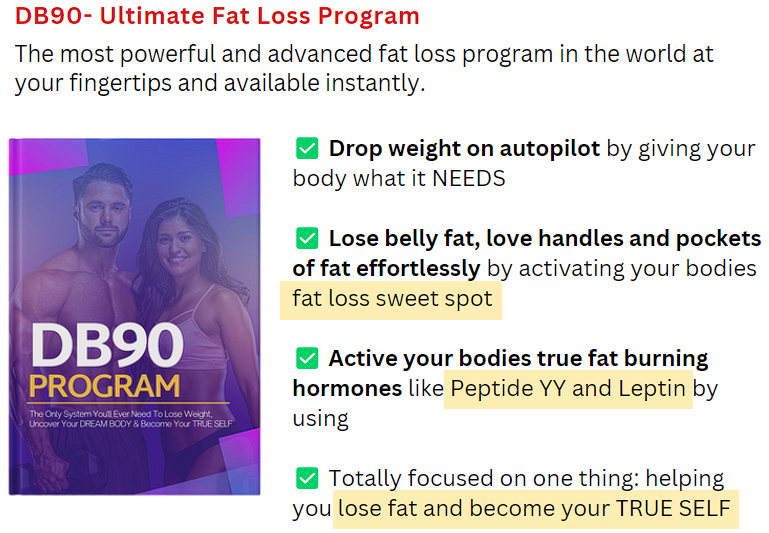 DB90- Ultimate Fat Loss Program
The most powerful and advanced fat loss program in the world at
your fingertips and available instantly.
DB90
PROGRAM
The Only System You'll Ever Need To Lose Weight,
Uncover Your DREAM BODY & Become Your TRUE SELF
Drop weight on autopilot by giving your
body what it NEEDS
Lose belly fat, love handles and pockets
of fat effortlessly by activating your bodies
fat loss sweet spot
Active your bodies true fat burning
hormones like Peptide YY and Leptin by
using
Totally focused on one thing: helping
you lose fat and become your TRUE SELF